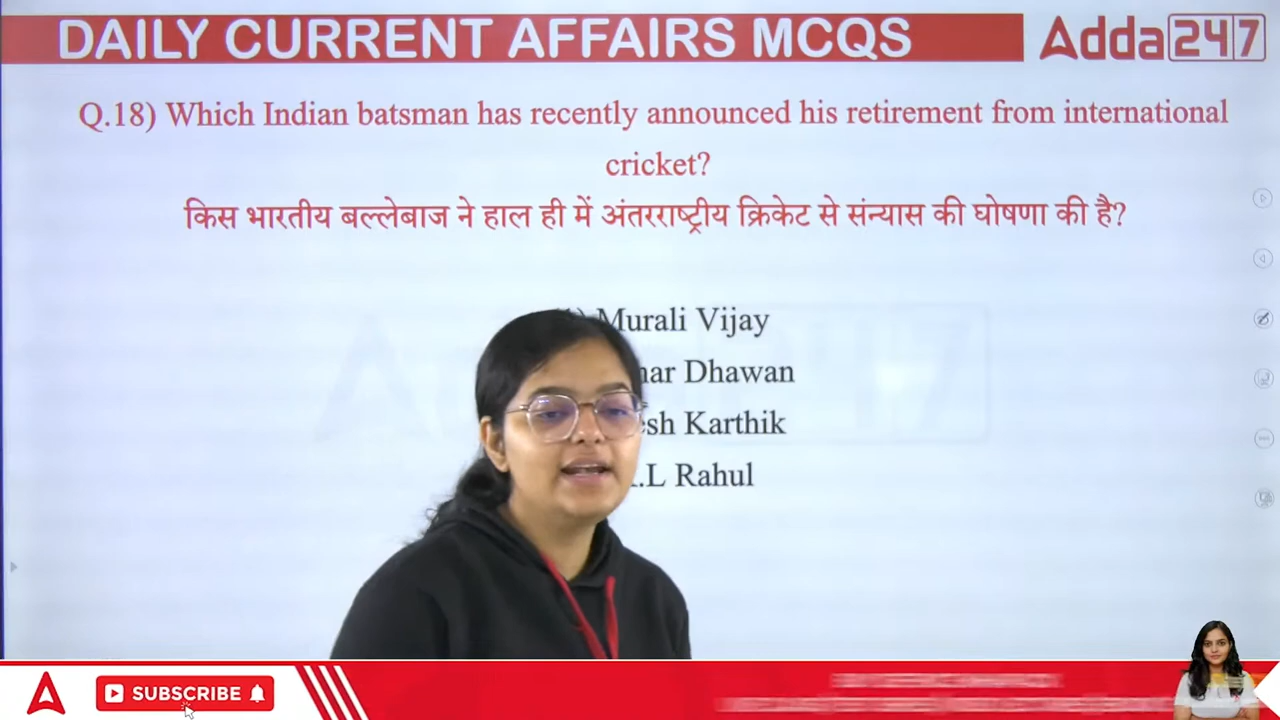 DAILY CURRENT AFFAIRS MCQS
Adda247
Q.18) Which Indian batsman has recently announced his retirement from international
cricket?
किस भारतीय बल्लेबाज ने हाल ही में अंतरराष्ट्रीय क्रिकेट से संन्यास की घोषणा की है?
Murali Vijay
Dhawan
Karthik
Rahul
SUBSCRIBE